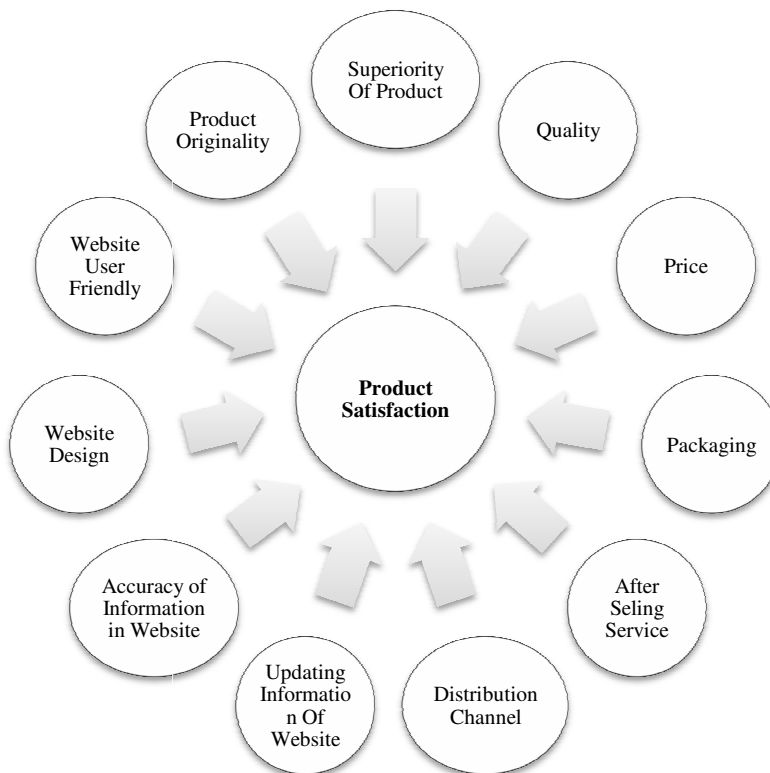 Superiority
Of Product
Quality
Price
Packaging
After
Seling
Service
Distribution
Channel
Updating
Informatio
n Of
Website
Accuracy of
Information
in Website
Website
Design
Website
User
Friendly
Product
Originality
Product
Satisfaction